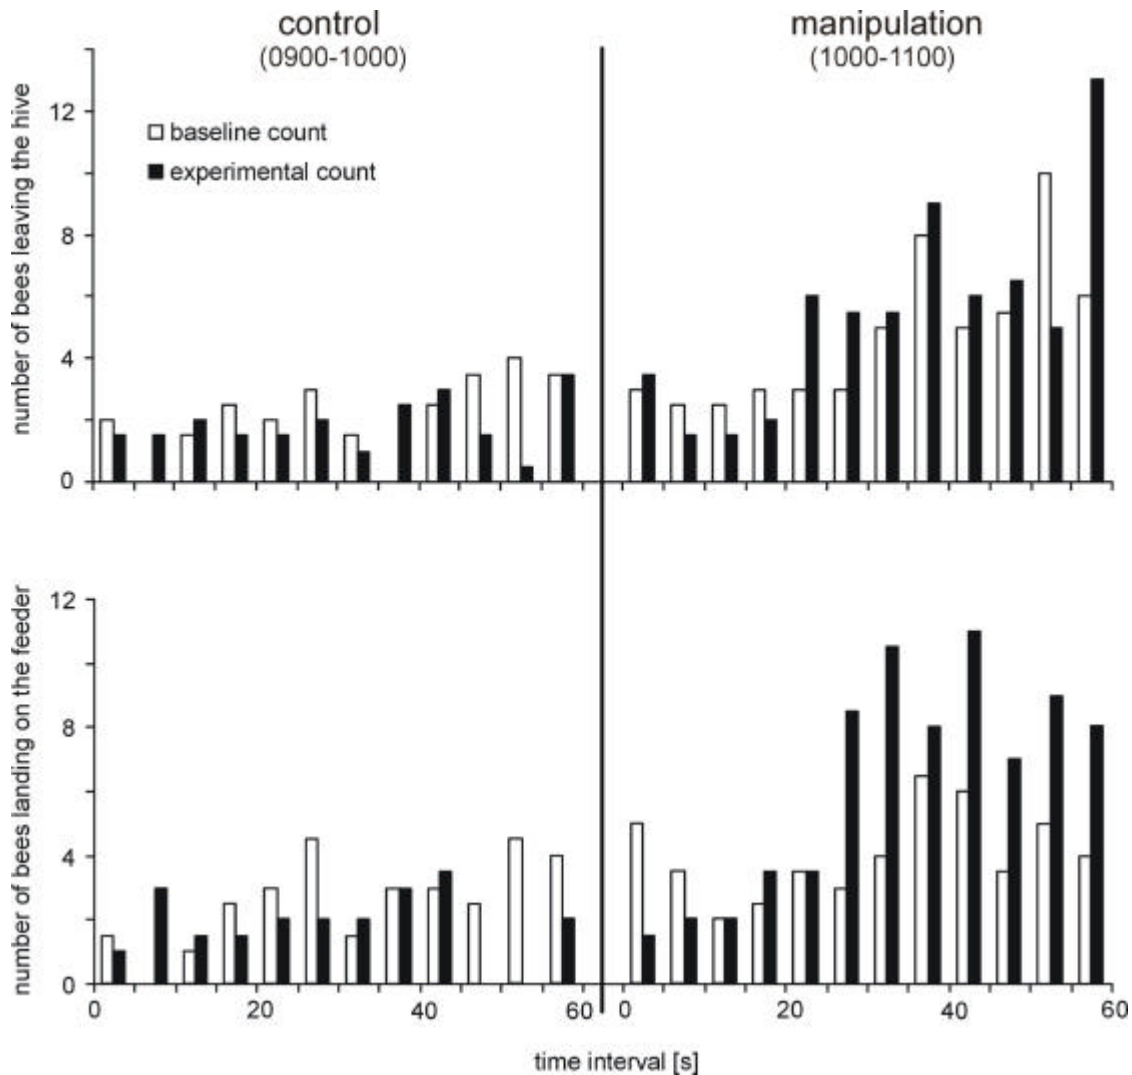 control
(0900-1000)
manipulation
(1000-1100)
number of bees leaving the hive
12
8
4
0
baseline count
experimental count
number of bees landing on the feeder
12
8
4
0
0 20 40 60 0 20 40 60
time interval [s]